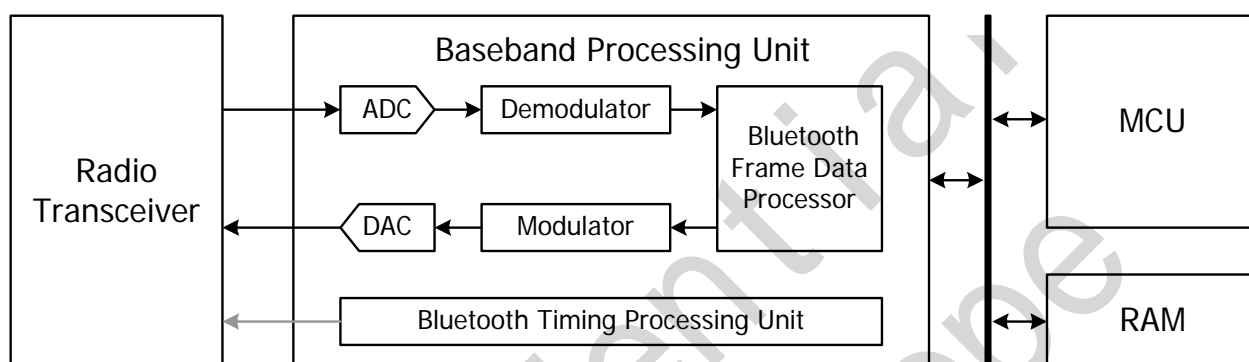 Baseband Processing Unit
ADC
Demodulator
Bluetooth
Frame Data
Processor
MCU
Radio
Transceiver
DAC
Modulator
Bluetooth Timing Processing Unit
RAM